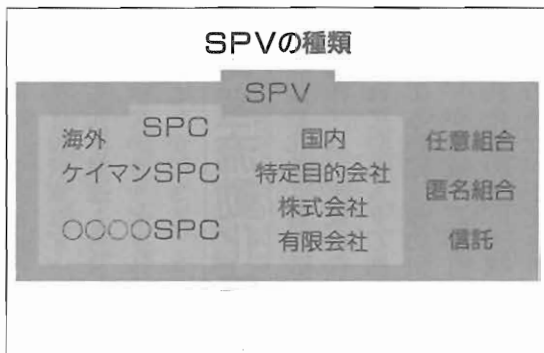 SPVの種類
SPV
SPC
海外
ケイマンSPC
○○○○SPC
国内
特定目的会社
株式会社
有限会社
任意組合
匿名組合
信託